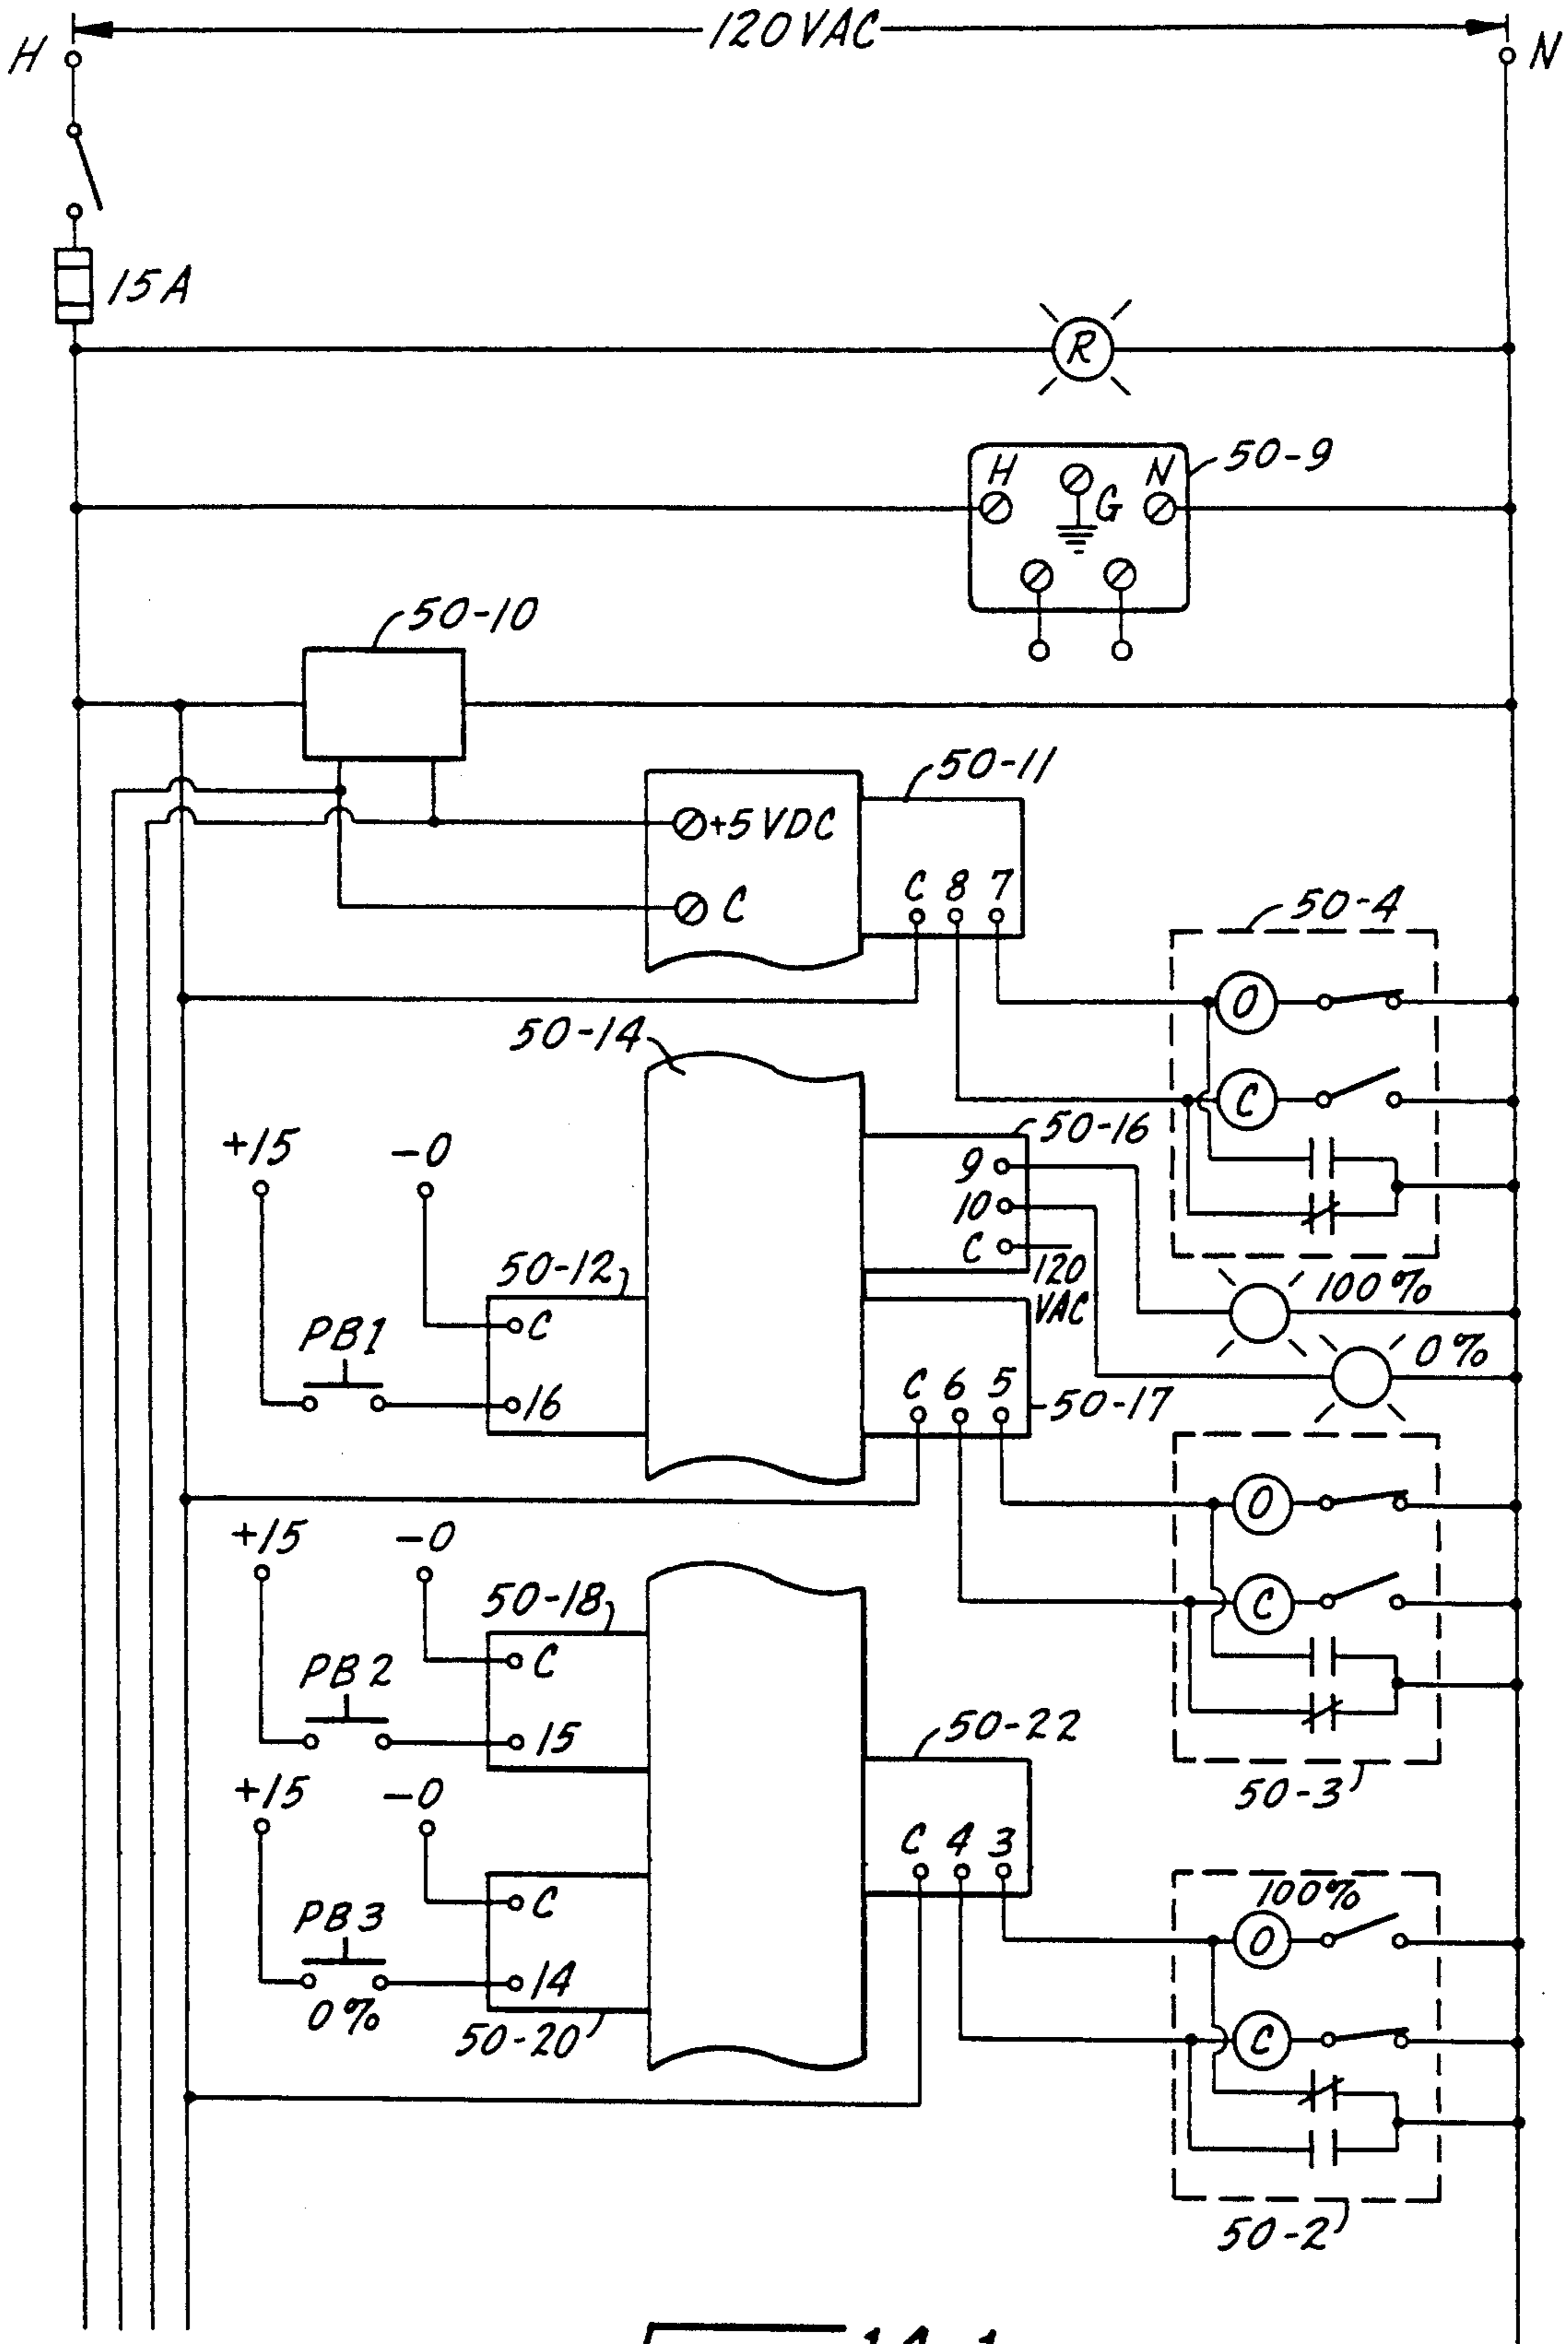 120VAC
H
N
15A
R
50-9
H
N
G
50-10
50-11
+5VDC
C 8 7
C
50-4
O
50-14
C
50-16
+15
-0
9
10
C
120
VAC
50-12
100%
C
PB1
0%
C 6 5
50-17
16
O
+15
-0
50-18
C
C
PB2
50-22
15
50-3
+15
-0
C 4 3
100%
C
PB3
O
14
0%
50-20
C
50-2